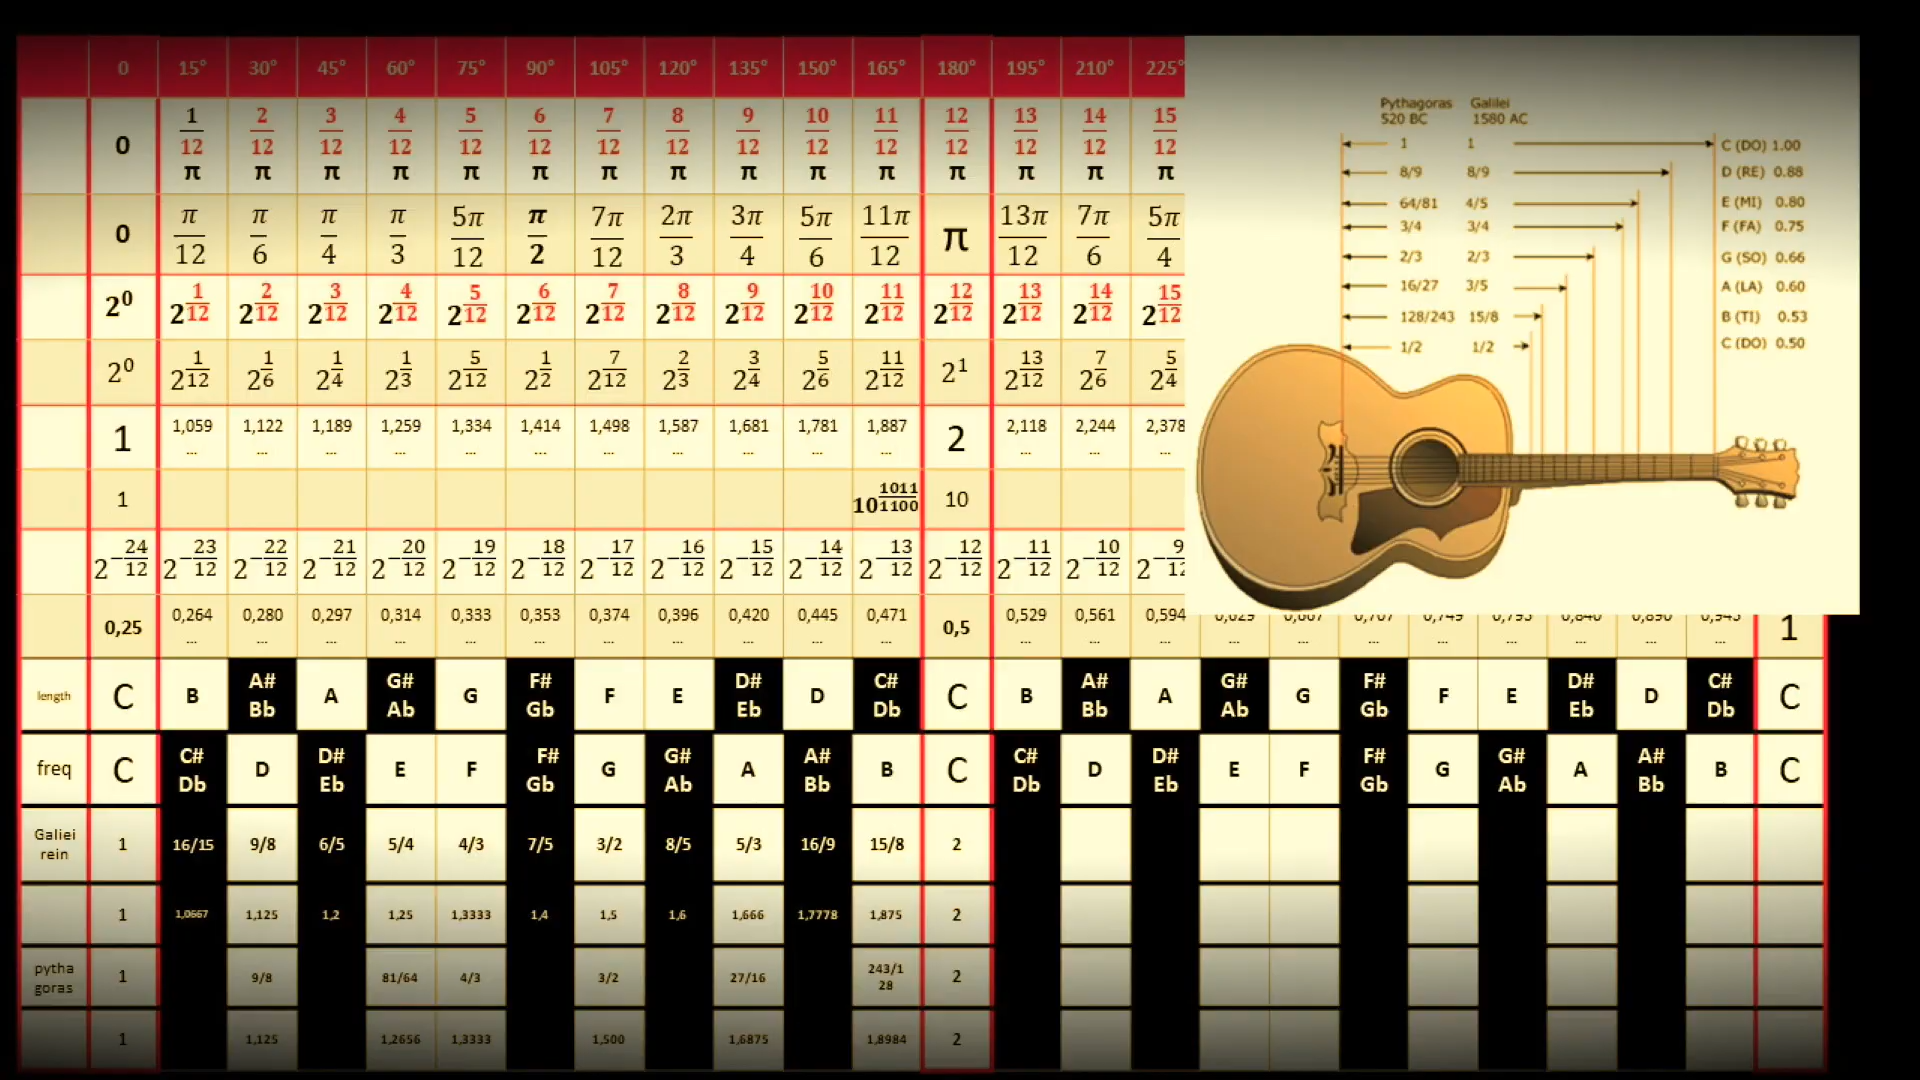 0 15° 30° 45° 60° 75° 90° 105° 120° 135° 150° 165° 180° 195° 210° 225°
0 1/12 π 2/12 π 3/12 π 4/12 π 5/12 π 6/12 π 7/12 π 8/12 π 9/12 π 10/12 π 11/12 π 12/12 π 13/12 π 14/12 π 15/12 π
0 π/12 π/6 π/4 π/3 5π/12 π/2 7π/12 2π/3 3π/4 5π/6 11π/12 π 13π/12 7π/6 5π/4
2^0 2^1/12 2^2/12 2^3/12 2^4/12 2^5/12 2^6/12 2^7/12 2^8/12 2^9/12 2^10/12 2^11/12 2^12/12 2^13/12 2^14/12 2^15/12
2^0 2^1/12 2^1/6 2^1/4 2^1/3 2^5/12 2^1/2 2^7/12 2^2/3 2^3/4 2^5/6 2^11/12 2^1 2^13/12 2^7/6 2^5/4
1 1,059 ... 1,122 ... 1,189 ... 1,259 ... 1,334 ... 1,414 ... 1,498 ... 1,587 ... 1,681 ... 1,781 ... 1,887 ... 2 2,118 ... 2,244 ... 2,378 ...
1 10^1011/1100 10
2^-24/12 2^-23/12 2^-22/12 2^-21/12 2^-20/12 2^-19/12 2^-18/12 2^-17/12 2^-16/12 2^-15/12 2^-14/12 2^-13/12 2^-12/12 2^-11/12 2^-10/12 2^-9/12
0,25 0,264 ... 0,280 ... 0,297 ... 0,314 ... 0,333 ... 0,353 ... 0,374 ... 0,396 ... 0,420 ... 0,445 ... 0,471 ... 0,5 0,529 ... 0,561 ... 0,594 ... 1
length C B A# Bb A G# Ab G F# Gb F E D# Eb D C# Db C B A# Bb A G# Ab G F# Gb F E D# Eb D C# Db C
freq C C# Db D D# Eb E F F# Gb G G# Ab A A# Bb B C C# Db D D# Eb E F F# Gb G G# Ab A A# Bb B C
Galiei rein 1 16/15 9/8 6/5 5/4 4/3 7/5 3/2 8/5 5/3 16/9 15/8 2
1 1,0667 1,125 1,2 1,25 1,3333 1,4 1,5 1,6 1,666 1,7778 1,875 2
pytha goras 1 9/8 81/64 4/3 3/2 27/16 243/1 28 2
1 1,125 1,2656 1,3333 1,500 1,6875 1,8984 2
Pythagoras Galilei
520 BC 1580 AC
1 1 C (DO) 1.00
8/9 8/9 D (RE) 0.88
64/81 4/5 E (MI) 0.80
3/4 3/4 F (FA) 0.75
2/3 2/3 G (SO) 0.66
16/27 3/5 A (LA) 0.60
128/243 15/8 B (TI) 0.53
1/2 1/2 C (DO) 0.50